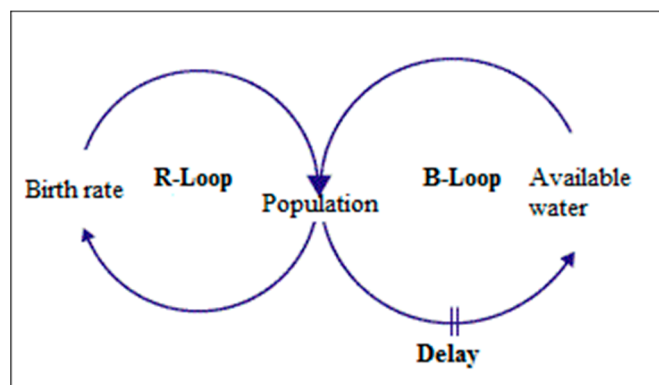 Birth rate
R-Loop
Population
B-Loop
Available
water
Delay